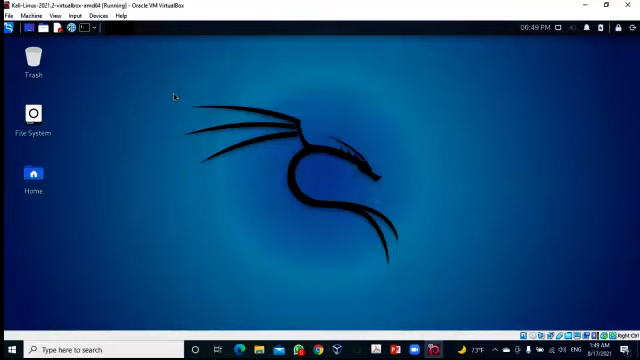 Kali-Linux-2021.2-virtualbox-amd64 [Running] - Oracle VM VirtualBox
File Machine View Input Devices Help
06:49 PM
Trash
File System
Home
Right Ctrl
Type here to search
73°F
1:49 AM
8/17/2021